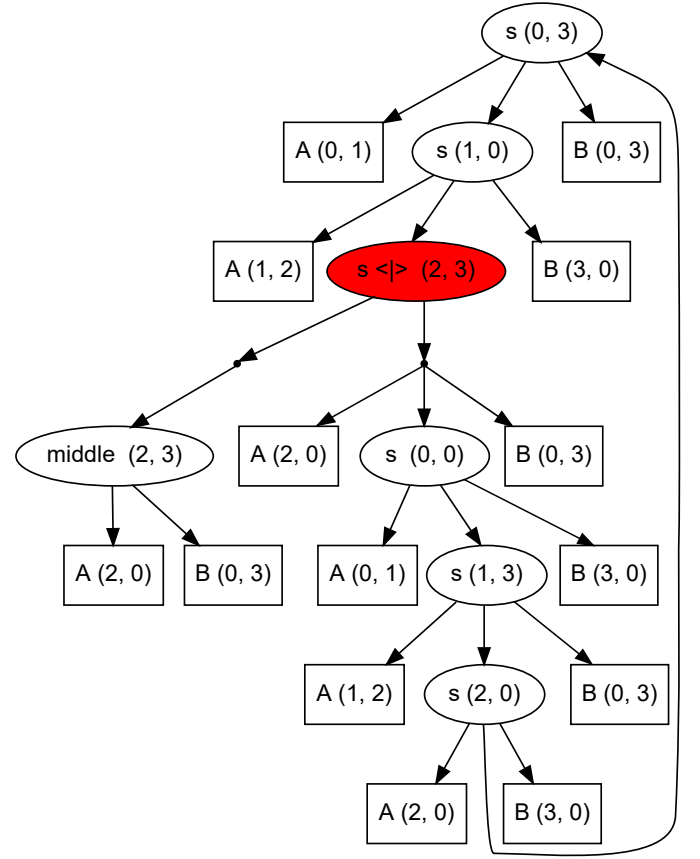 s (0, 3)
A (0, 1)
s (1, 0)
B (0, 3)
A (1, 2)
s <|> (2, 3)
B (3, 0)
middle (2, 3)
A (2, 0)
s (0, 0)
B (0, 3)
A (2, 0)
B (0, 3)
A (0, 1)
s (1, 3)
B (3, 0)
A (1, 2)
s (2, 0)
B (0, 3)
A (2, 0)
B (3, 0)